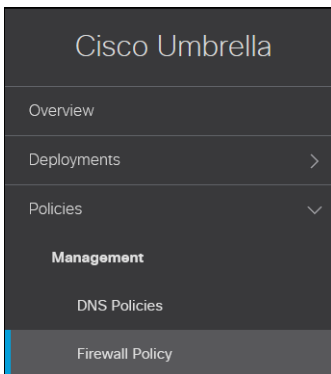 Cisco Umbrella
Overview
Deployments
Policies
Management
DNS Policies
Firewall Policy